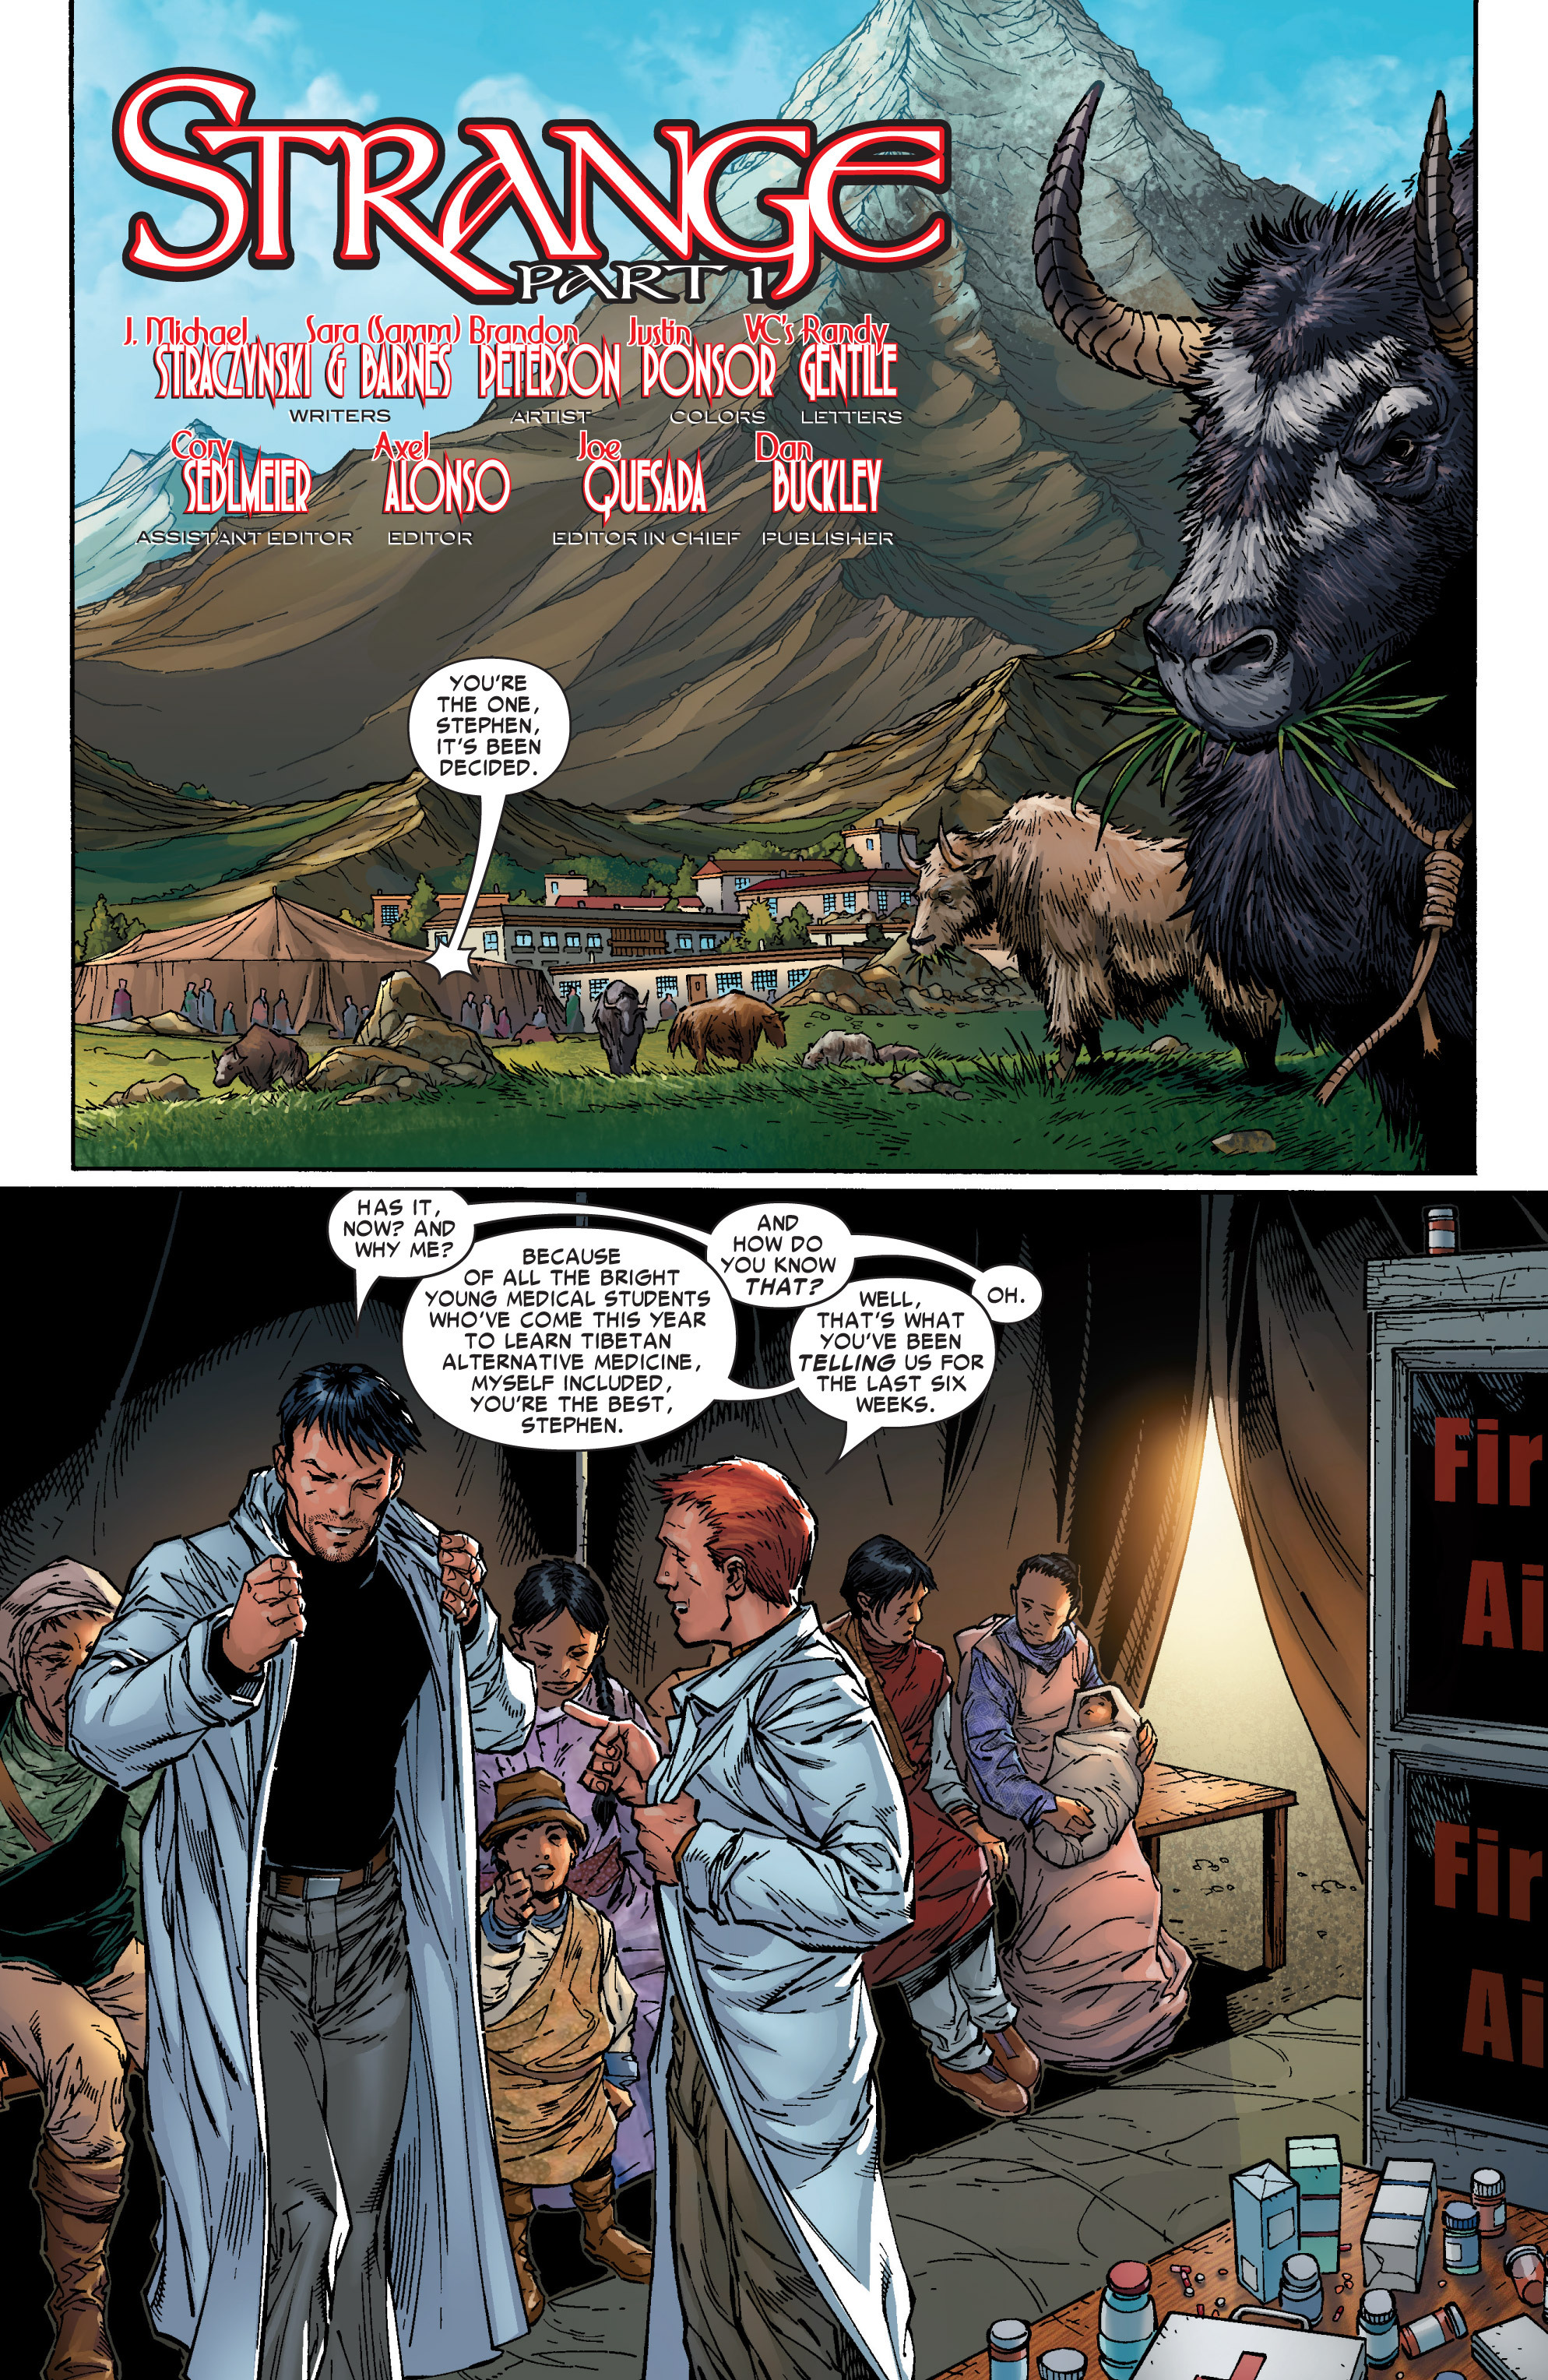 STRANGE
PART 1
J. Michael STRACZYNSKI & Sara (Samm) BARNES
WRITERS
Brandon PETERSON
ARTIST
Justin PONSOR
COLORS
VC's Randy GENTILE
LETTERS
Cory SEDLMEIER
ASSISTANT EDITOR
Axel ALONSO
EDITOR
Joe QUESADA
EDITOR IN CHIEF
Dan BUCKLEY
PUBLISHER
YOU'RE
THE ONE,
STEPHEN,
IT'S BEEN
DECIDED.
HAS IT,
NOW? AND
WHY ME?
BECAUSE
OF ALL THE BRIGHT
YOUNG MEDICAL STUDENTS
WHO'VE COME THIS YEAR
TO LEARN TIBETAN
ALTERNATIVE MEDICINE,
MYSELF INCLUDED,
YOU'RE THE BEST,
STEPHEN.
AND
HOW DO
YOU KNOW
THAT?
WELL,
THAT'S WHAT
YOU'VE BEEN
TELLING US FOR
THE LAST SIX
WEEKS.
OH.
Fir
Ai
Fir
Ai